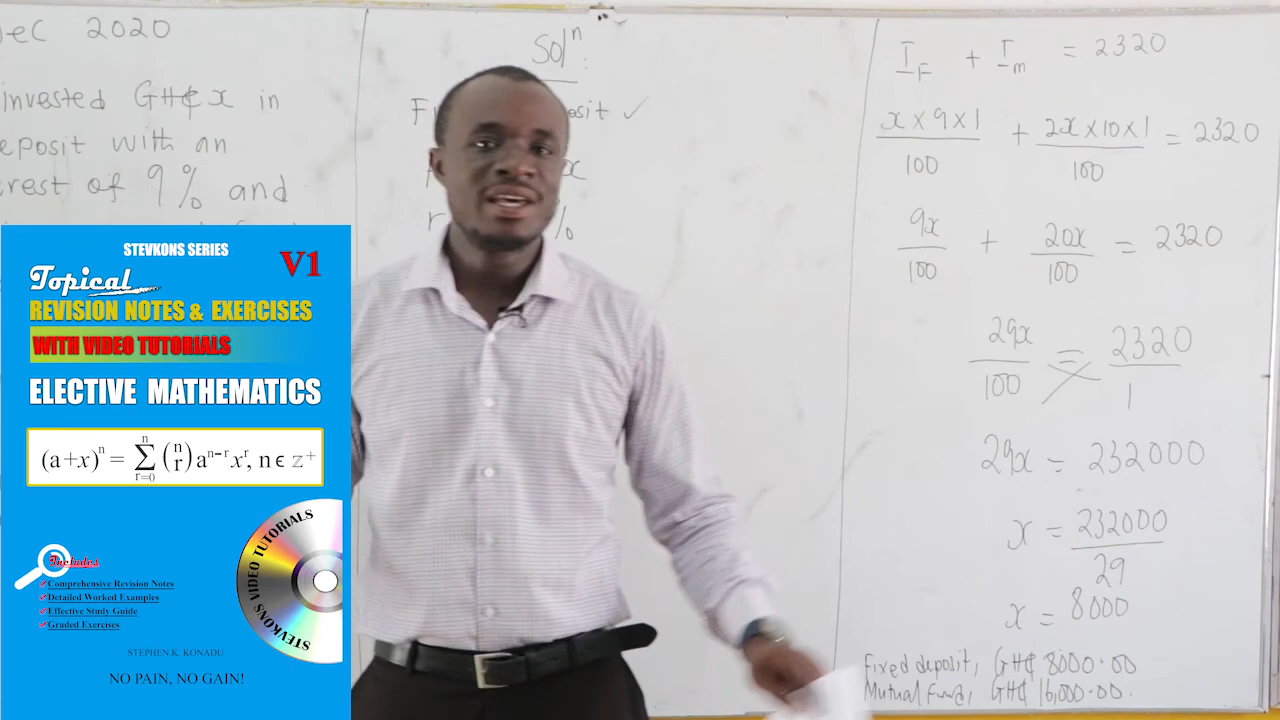 Dec 2020
invested GH₵ x in
eposit with an
rest of 9% and
Solⁿ:
osit ✓
x
r %
I_F + I_m = 2320
x×9×1/100 + 2x×10×1/100 = 2320
9x/100 + 20x/100 = 2320
29x/100 = 2320/1
29x = 232000
x = 232000/29
x = 8000
Fixed deposit, GH₵ 8000.00
Mutual Fund, GH₵ 16,000.00.
STEVKONS SERIES
V1
Topical
REVISION NOTES & EXERCISES
WITH VIDEO TUTORIALS
ELECTIVE MATHEMATICS
(a+x)ⁿ = Σ_{r=0}^{n} (n r) aⁿ⁻ʳ xʳ, n ϵ ℤ⁺
STEVKONS VIDEO TUTORIALS
Includes
✓Comprehensive Revision Notes
✓Detailed Worked Examples
✓Effective Study Guide
✓Graded Exercises
STEPHEN K. KONADU
NO PAIN, NO GAIN!